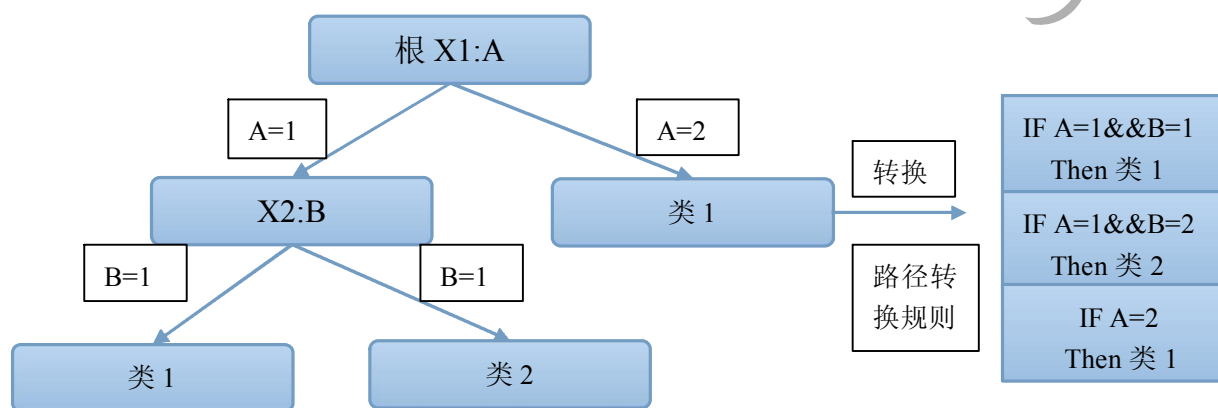 根 X1:A
A=1
A=2
X2:B
类 1
B=1
B=1
类 1
类 2
转换
路径转
换规则
IF A=1&&B=1
Then 类 1
IF A=1&&B=2
Then 类 2
IF A=2
Then 类 1